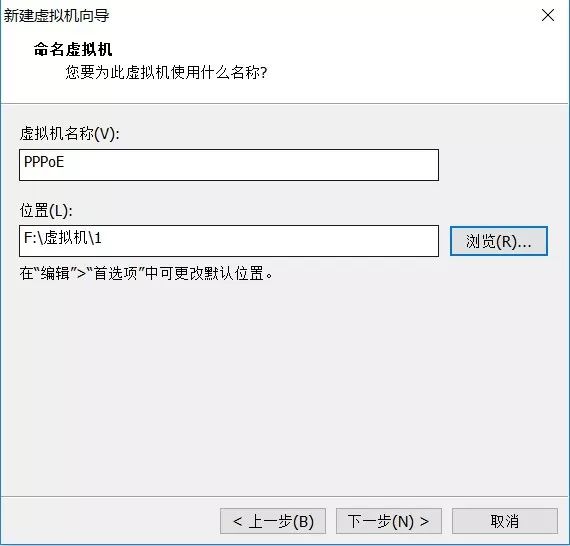 新建虚拟机向导
命名虚拟机
您要为此虚拟机使用什么名称?
虚拟机名称(V):
PPPoE
位置(L):
F:\虚拟机\1
浏览(R)...
在“编辑”>“首选项”中可更改默认位置。
< 上一步(B)
下一步(N) >
取消